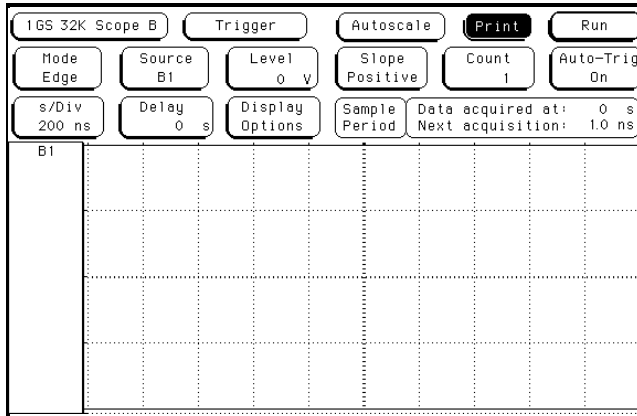 1GS 32K Scope B Trigger Autoscale Print Run
Mode Source Level Slope Count Auto-Trig
Edge B1 0 V Positive 1 On
s/Div Delay Display Sample Data acquired at: 0 s
200 ns 0 s Options Period Next acquisition: 1.0 ns
B1